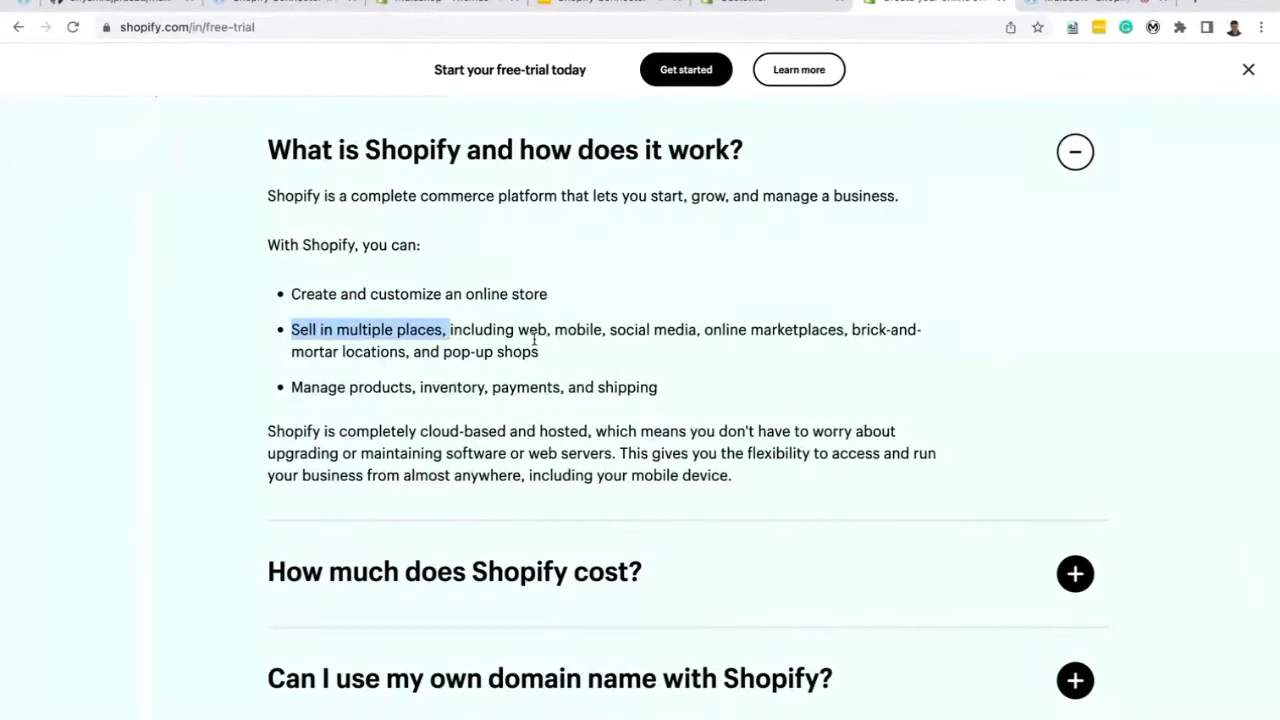 shopify.com/in/free-trial
Start your free-trial today
Get started
Learn more
What is Shopify and how does it work?
Shopify is a complete commerce platform that lets you start, grow, and manage a business.
With Shopify, you can:
• Create and customize an online store
• Sell in multiple places, including web, mobile, social media, online marketplaces, brick-and-
mortar locations, and pop-up shops
• Manage products, inventory, payments, and shipping
Shopify is completely cloud-based and hosted, which means you don't have to worry about
upgrading or maintaining software or web servers. This gives you the flexibility to access and run
your business from almost anywhere, including your mobile device.
How much does Shopify cost?
Can I use my own domain name with Shopify?